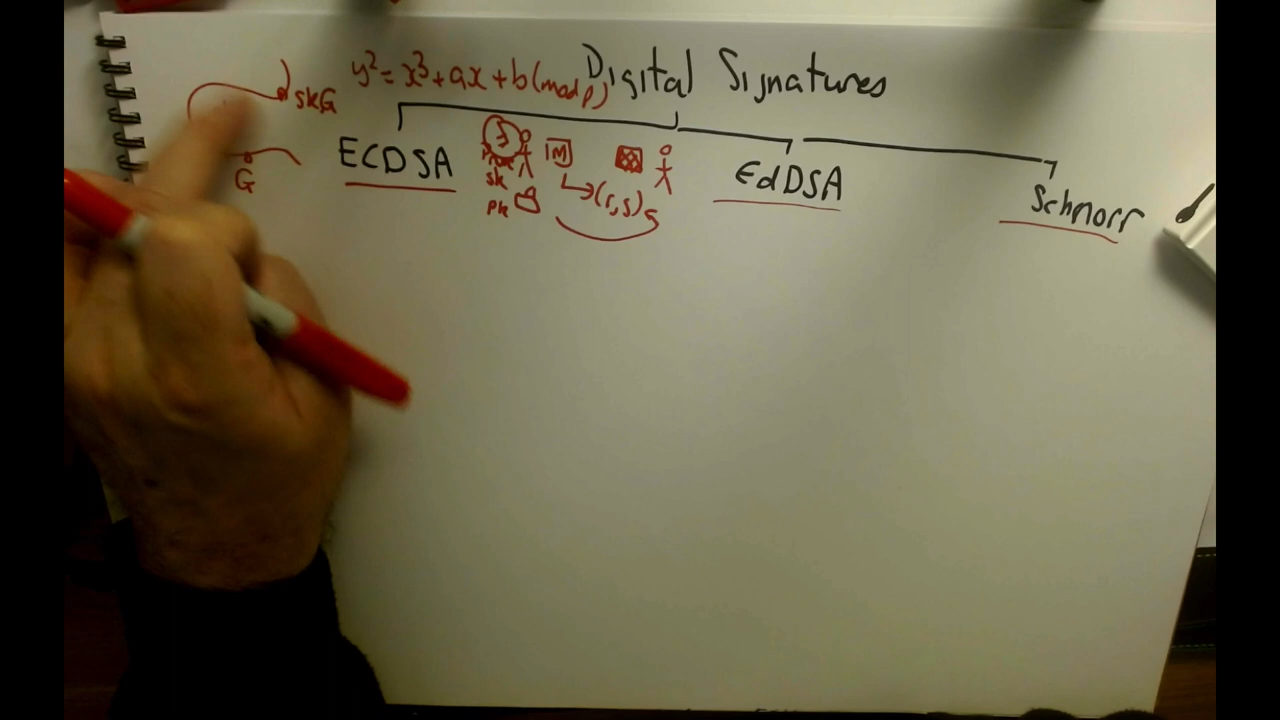 y²=x³+ax+b(mod p) Digital Signatures
skG
G
ECDSA
M
sk
pk
(r,s)
EdDSA
Schnorr